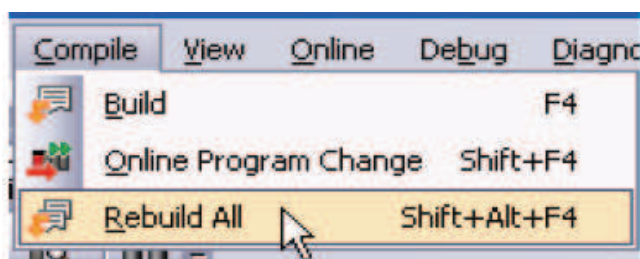 Compile View Online Debug Diagno
Build F4
Online Program Change Shift+F4
Rebuild All Shift+Alt+F4